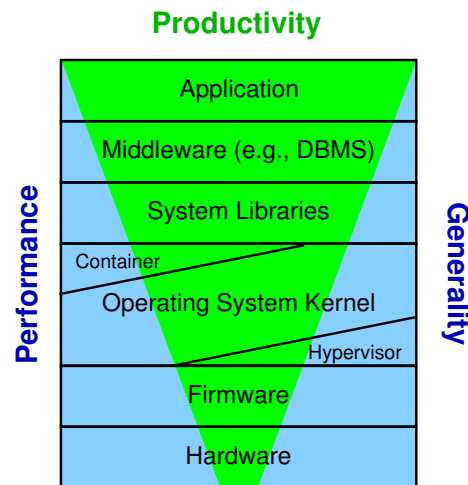 Productivity
Application
Middleware (e.g., DBMS)
System Libraries
Container
Operating System Kernel
Hypervisor
Firmware
Hardware
Performance
Generality